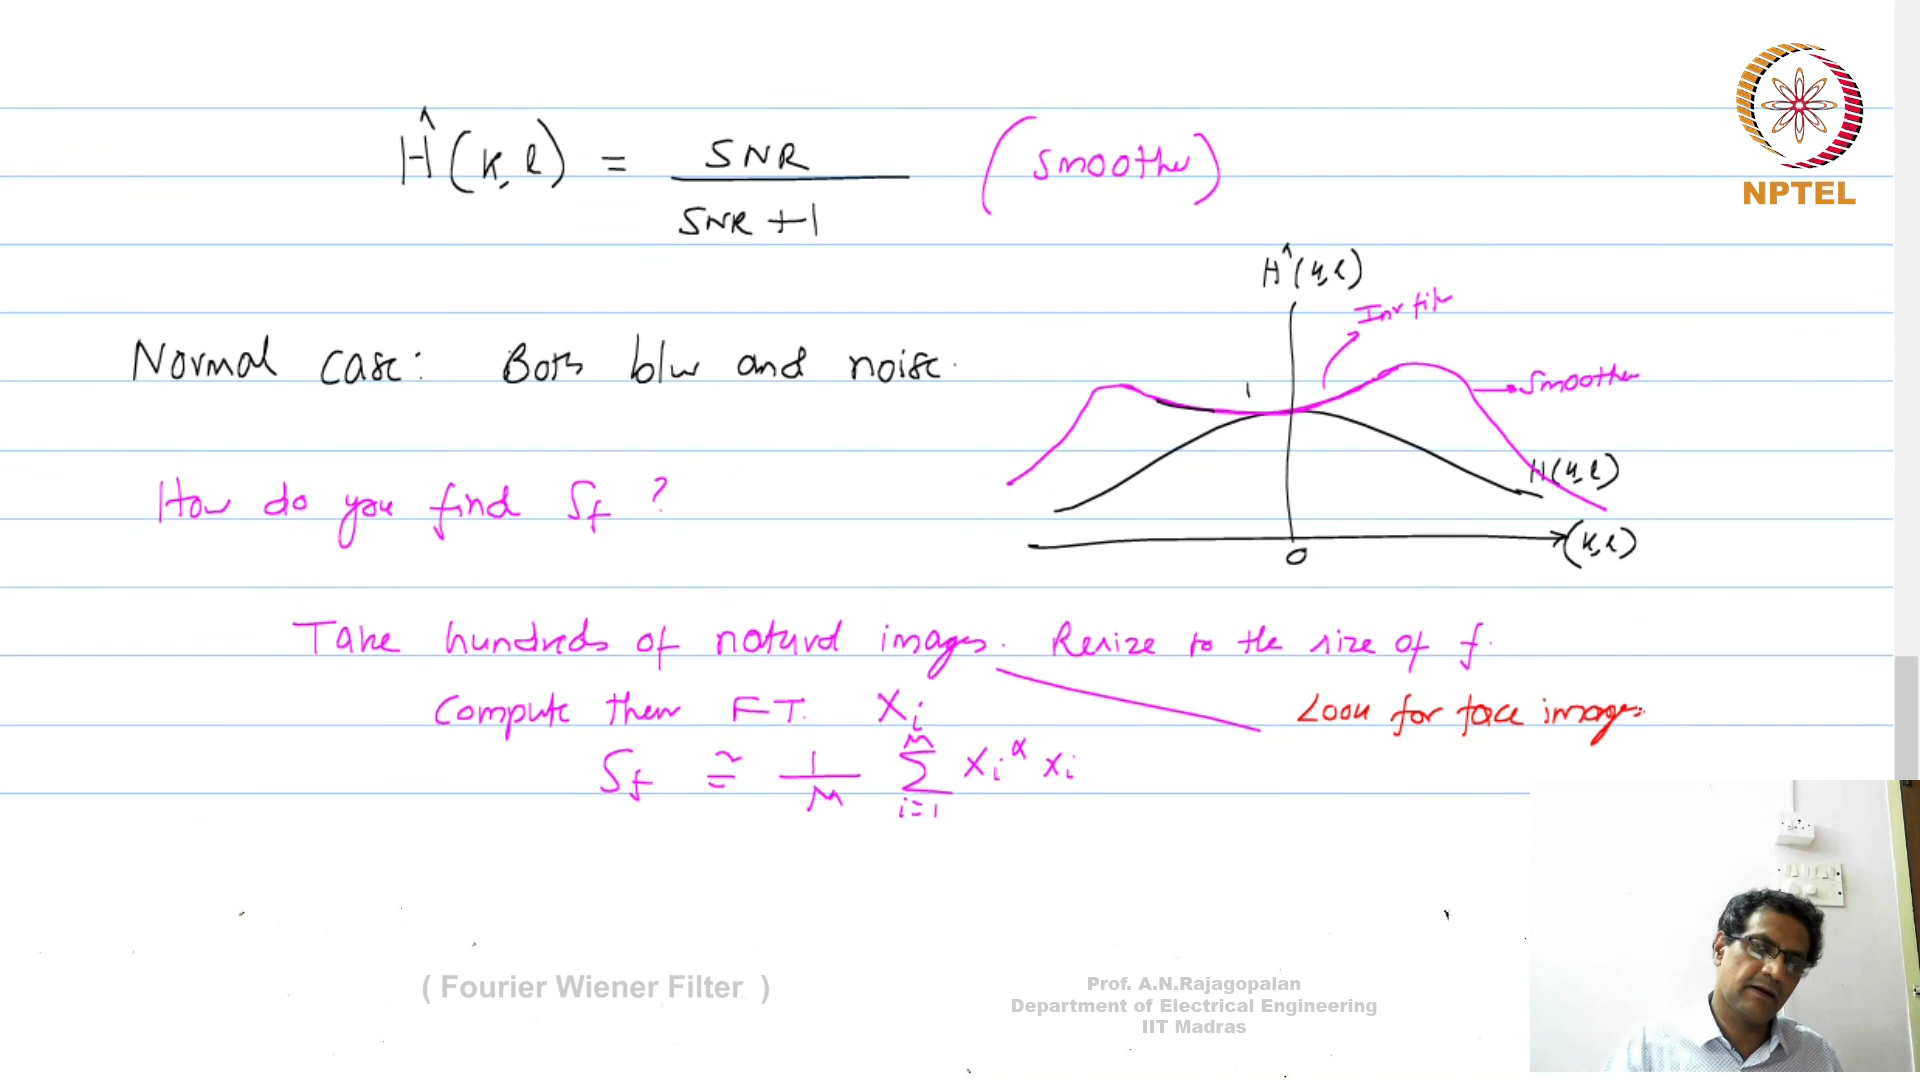 Ĥ(k,l) = SNR / SNR+1 (Smoother)
NPTEL
Ĥ(k,l)
Inv filt
Normal case: Both blur and noise.
1
Smoother
H(k,l)
How do you find Sf ?
(k,l)
0
Take hundreds of natural images. Resize to the size of f.
Compute their FT. Xi
Look for face images.
Sf ≅ 1/M Σ i=1 M Xi* Xi
( Fourier Wiener Filter )
Prof. A.N.Rajagopalan
Department of Electrical Engineering
IIT Madras